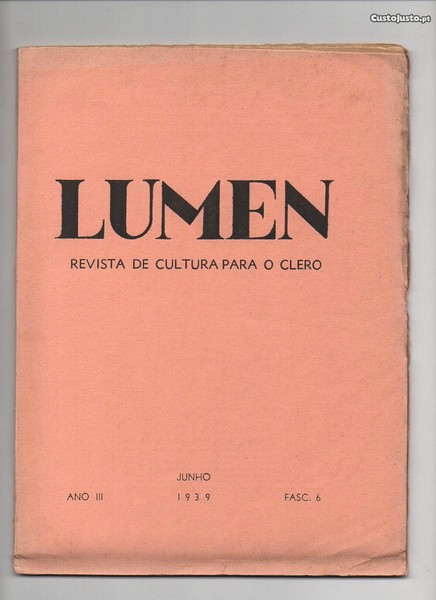 CustoJusto.pt
LUMEN
REVISTA DE CULTURA PARA O CLERO
JUNHO
ANO III 1939 FASC. 6